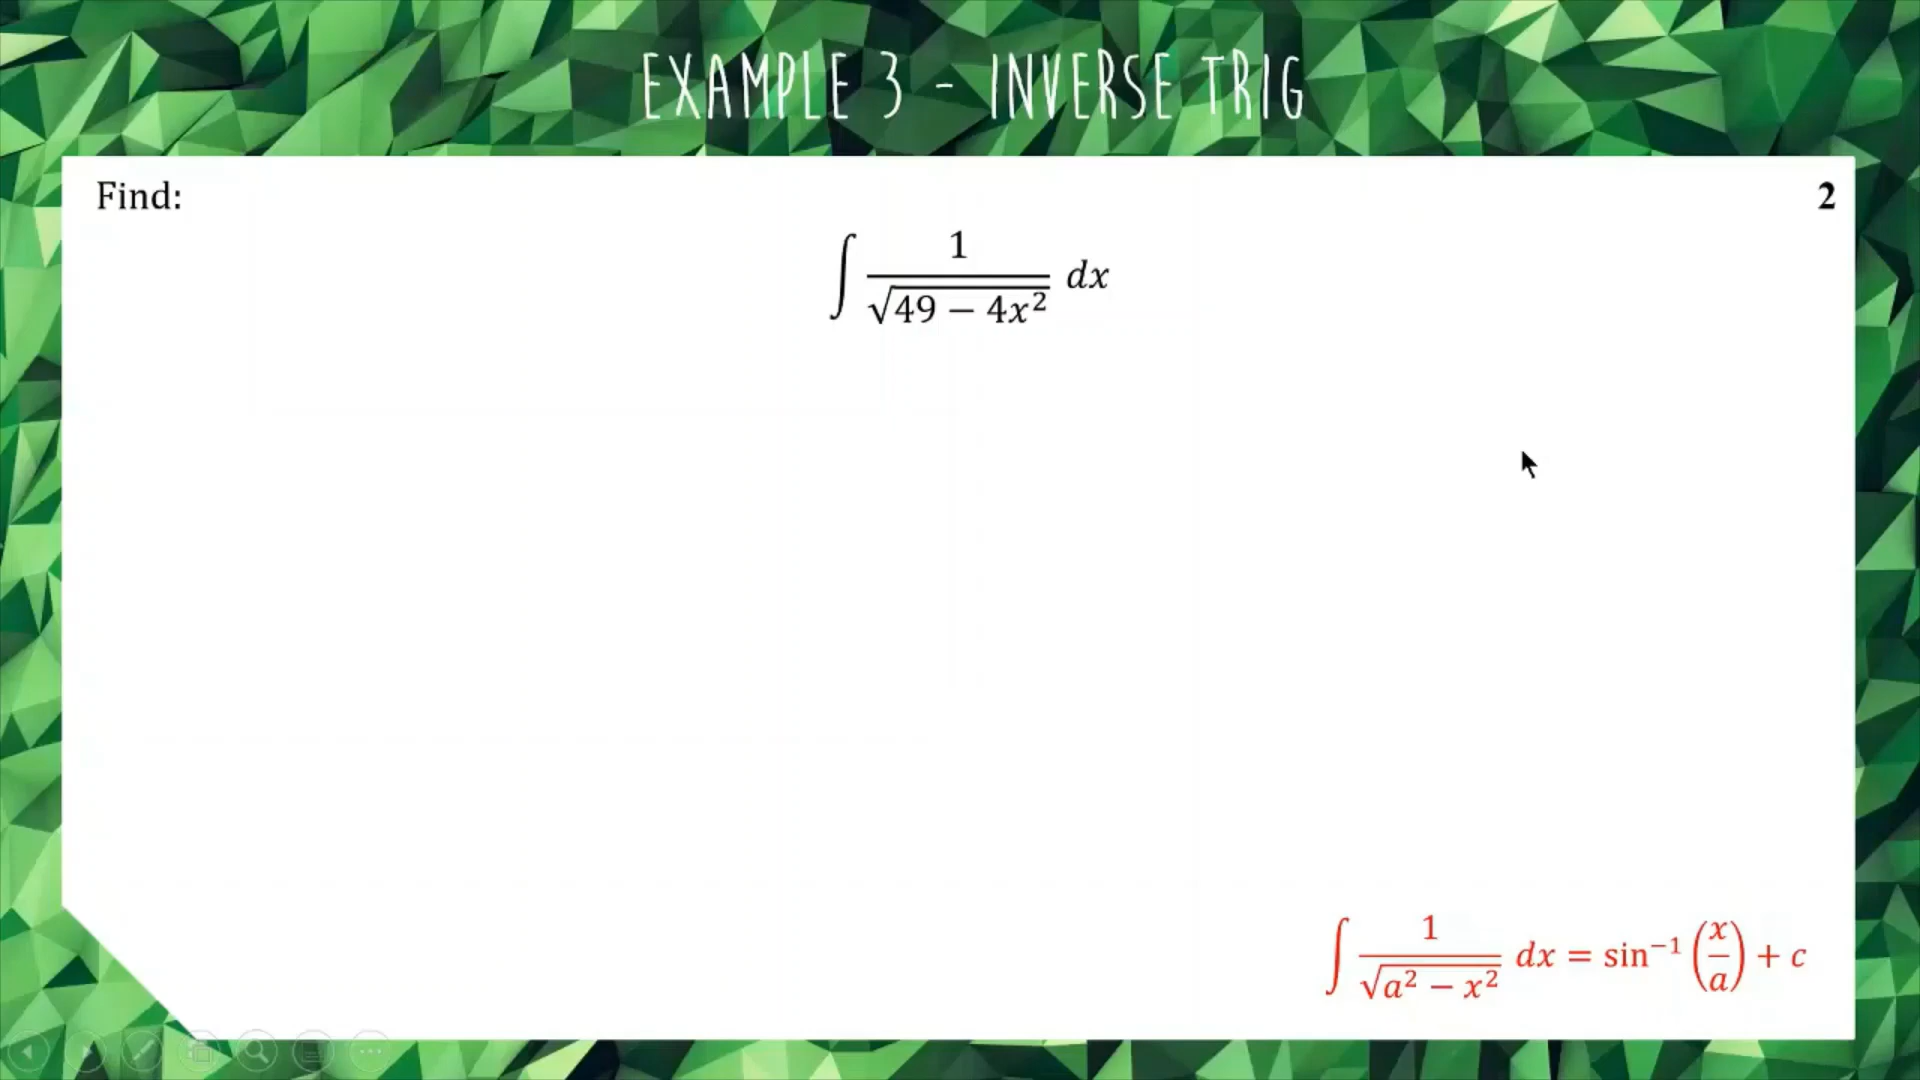 EXAMPLE 3 - INVERSE TRIG
Find: 2
∫ 1/√(49 − 4x²) dx
∫ 1/√(a² − x²) dx = sin⁻¹ (x/a) + c